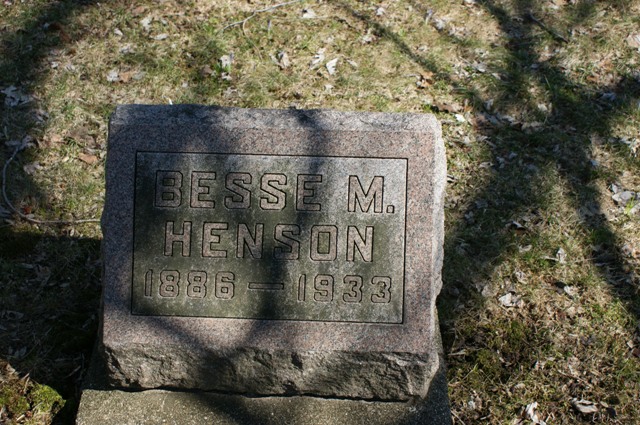 BESSE M.
HENSON
1886 — 1933